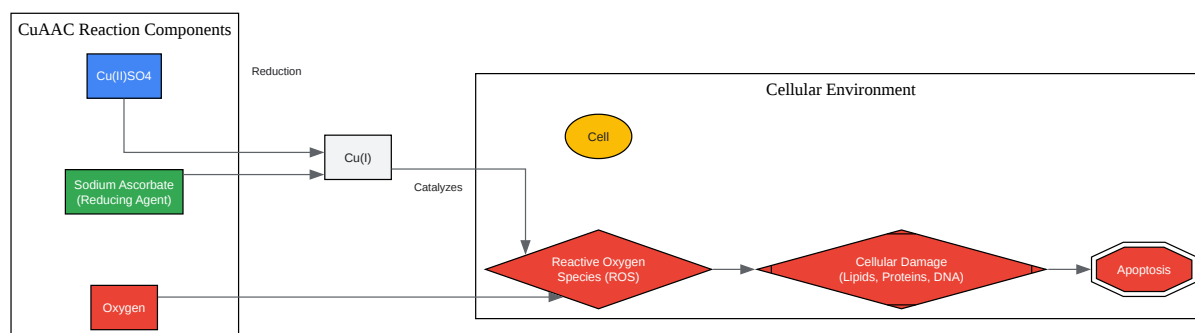 CuAAC Reaction Components
Cu(II)SO4
Reduction
Cellular Environment
Cell
Cu(I)
Sodium Ascorbate
(Reducing Agent)
Catalyzes
Reactive Oxygen
Species (ROS)
Cellular Damage
(Lipids, Proteins, DNA)
Apoptosis
Oxygen